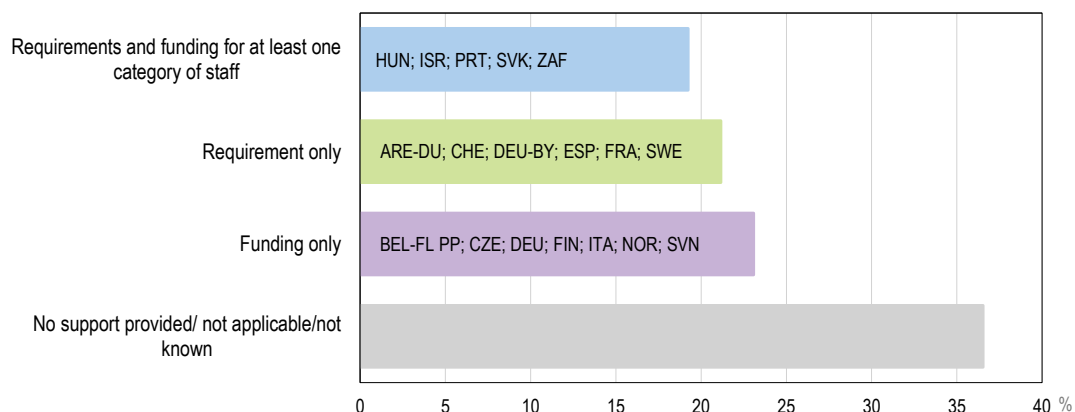 Requirements and funding for at least one
category of staff
HUN; ISR; PRT; SVK; ZAF
Requirement only
ARE-DU; CHE; DEU-BY; ESP; FRA; SWE
Funding only
BEL-FL PP; CZE; DEU; FIN; ITA; NOR; SVN
No support provided/ not applicable/not
known
0 5 10 15 20 25 30 35 40 %